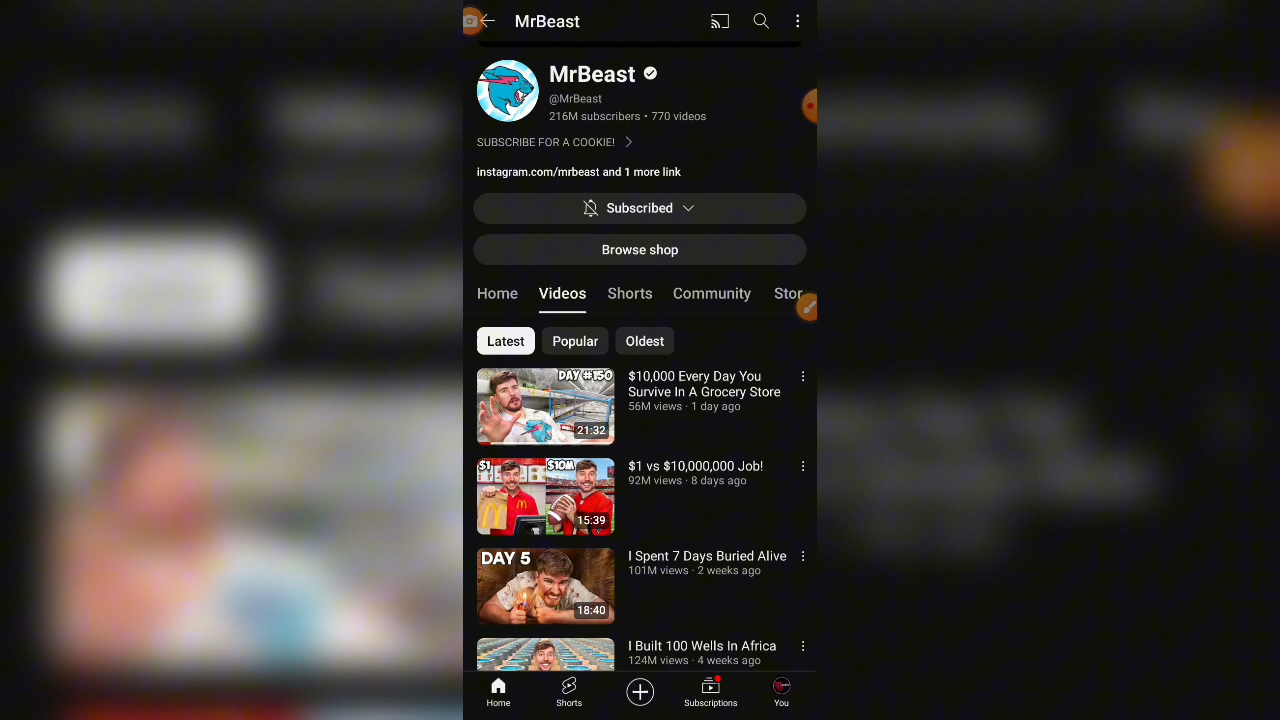 MrBeast
MrBeast
@MrBeast
216M subscribers • 770 videos
SUBSCRIBE FOR A COOKIE!
instagram.com/mrbeast and 1 more link
Subscribed
Browse shop
Home Videos Shorts Community Stor
Latest Popular Oldest
DAY #150
21:32
$10,000 Every Day You
Survive In A Grocery Store
56M views · 1 day ago
$1 $10M
15:39
$1 vs $10,000,000 Job!
92M views · 8 days ago
DAY 5
18:40
I Spent 7 Days Buried Alive
101M views · 2 weeks ago
I Built 100 Wells In Africa
124M views · 4 weeks ago
Home Shorts Subscriptions You